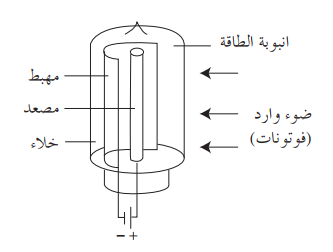 انبوبة الطاقة
مهبط
مصعد
خلاء
ضوء وارد
(فوتونات)
− +